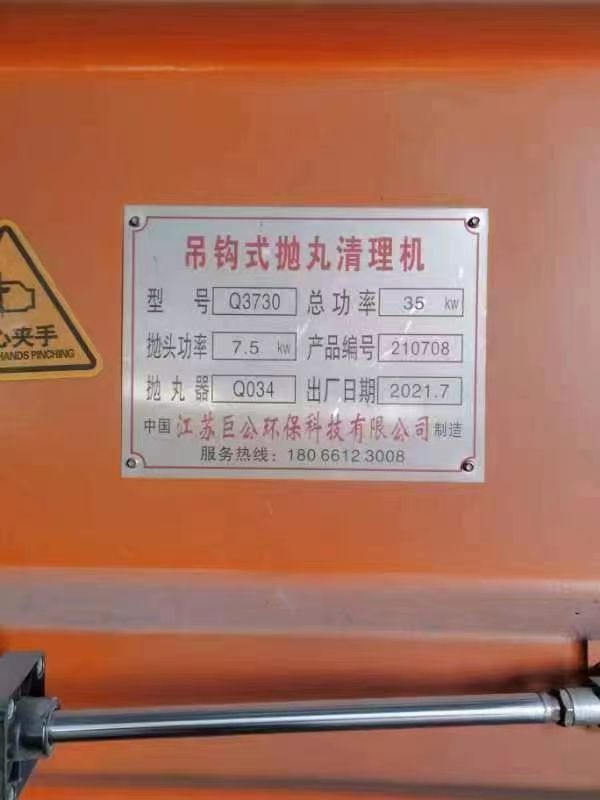 吊钩式抛丸清理机
型 号 Q3730 总功率 35 kw
抛头功率 7.5 kw 产品编号 210708
抛丸器 Q034 出厂日期 2021.7
中国 江苏巨公环保科技有限公司 制造
服务热线：180 6612 3008
心夹手
HANDS PINCHING